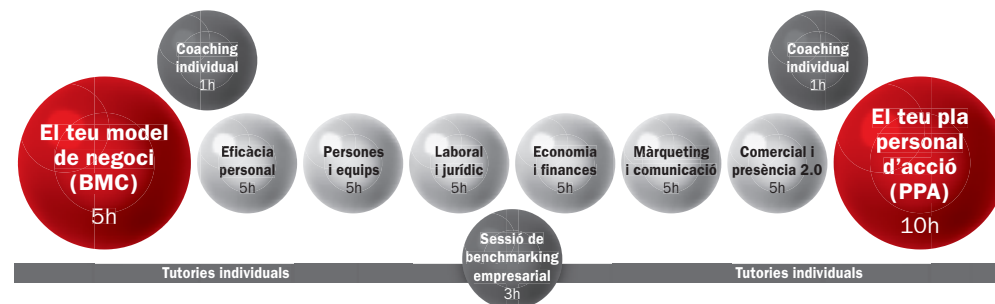 Coaching
individual
1h
Coaching
individual
1h
El teu model
de negoci
(BMC)
5h
Eficàcia
personal
5h
Persones
i equips
5h
Laboral
i jurídic
5h
Economia
i finances
5h
Màrqueting
i comunicació
5h
Comercial i
presència 2.0
5h
El teu pla
personal
d'acció
(PPA)
10h
Sessió de
benchmarking
empresarial
3h
Tutories individuals
Tutories individuals